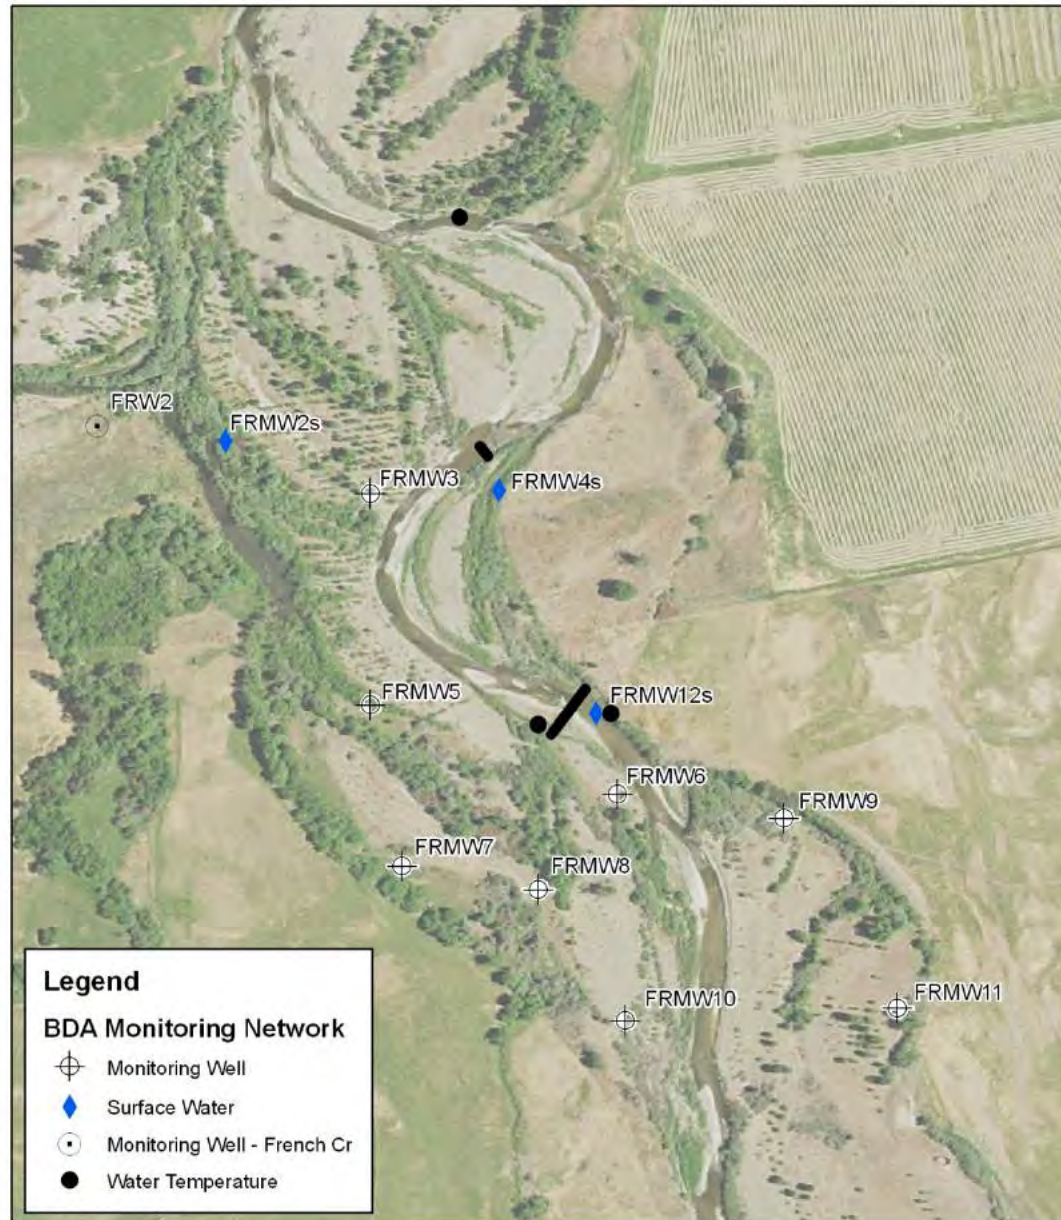 FRW2
FRMW2s
FRMW3
FRMW4s
FRMW5
FRMW12s
FRMW6
FRMW9
FRMW7
FRMW8
FRMW10
FRMW11
Legend
BDA Monitoring Network
Monitoring Well
Surface Water
Monitoring Well - French Cr
Water Temperature